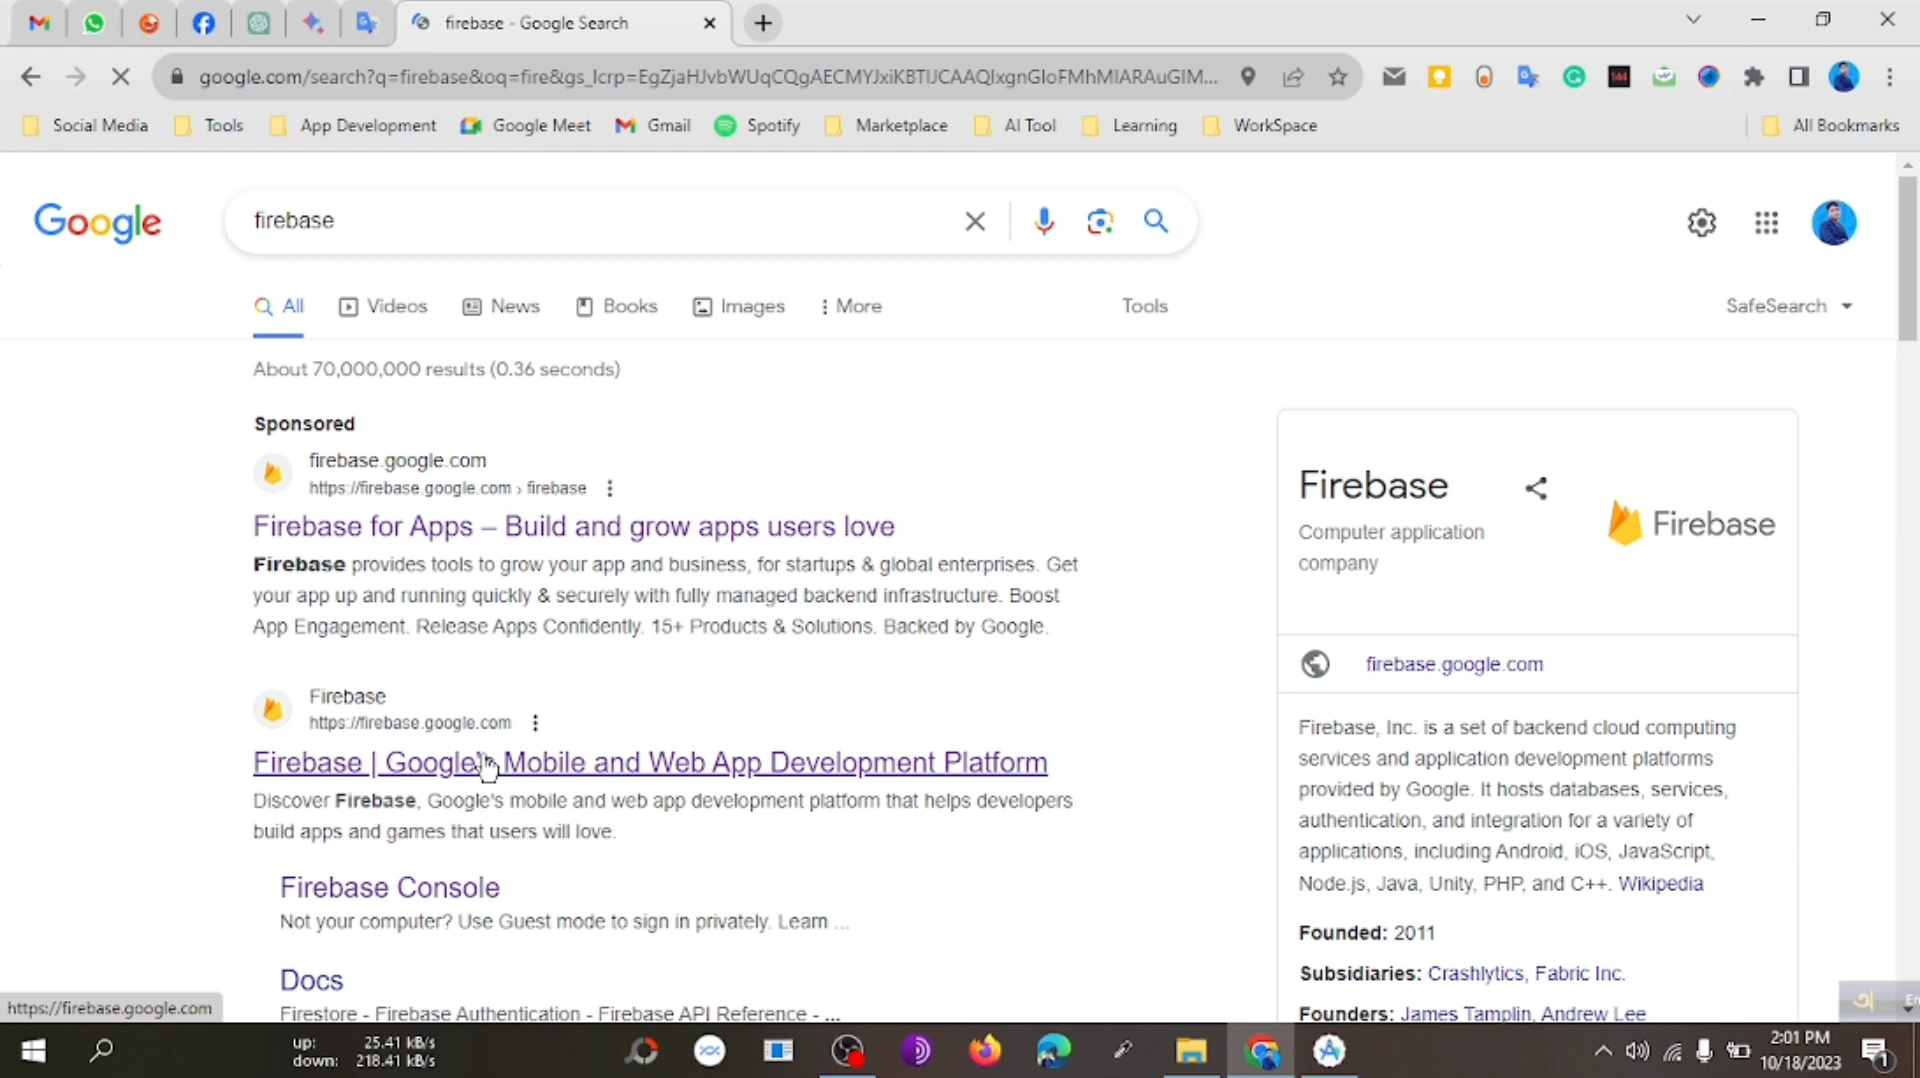 firebase - Google Search
google.com/search?q=firebase&oq=fire&gs_lcrp=EgZjaHJvbWUqCQgAECMYJxiKBTIJCAAQIxgnGIoFMhMIARAuGIM...
144
Social Media
Tools
App Development
Google Meet
Gmail
Spotify
Marketplace
AI Tool
Learning
WorkSpace
All Bookmarks
Google
firebase
All
Videos
News
Books
Images
More
Tools
SafeSearch
About 70,000,000 results (0.36 seconds)
Sponsored
firebase.google.com
https://firebase.google.com › firebase
Firebase for Apps – Build and grow apps users love
Firebase provides tools to grow your app and business, for startups & global enterprises. Get
your app up and running quickly & securely with fully managed backend infrastructure. Boost
App Engagement. Release Apps Confidently. 15+ Products & Solutions. Backed by Google.
Firebase
https://firebase.google.com
Firebase | Google's Mobile and Web App Development Platform
Discover Firebase, Google's mobile and web app development platform that helps developers
build apps and games that users will love.
Firebase Console
Not your computer? Use Guest mode to sign in privately. Learn ...
Docs
Firestore - Firebase Authentication - Firebase API Reference - ...
Firebase
Computer application
company
Firebase
firebase.google.com
Firebase, Inc. is a set of backend cloud computing
services and application development platforms
provided by Google. It hosts databases, services,
authentication, and integration for a variety of
applications, including Android, iOS, JavaScript,
Node.js, Java, Unity, PHP, and C++. Wikipedia
Founded: 2011
Subsidiaries: Crashlytics, Fabric Inc.
Founders: James Tamplin, Andrew Lee
https://firebase.google.com
অ
En
up: 25.41 kB/s
down: 218.41 kB/s
2:01 PM
10/18/2023
1